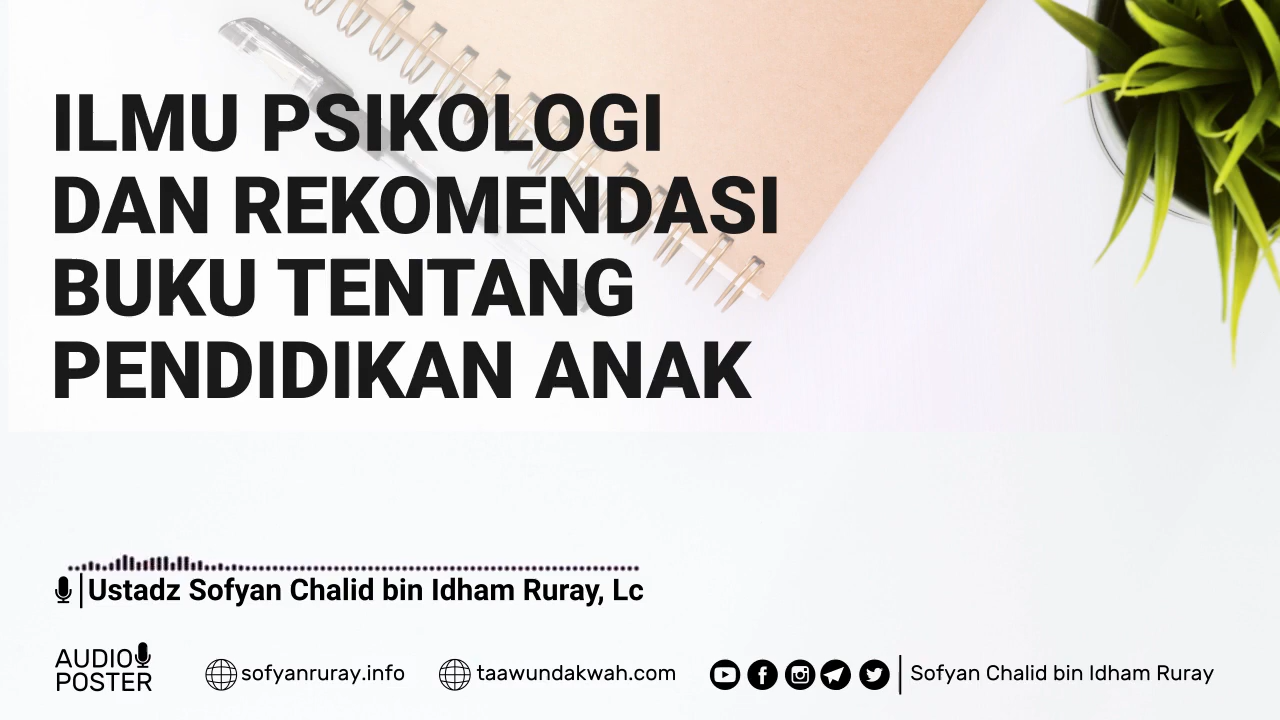 ILMU PSIKOLOGI
DAN REKOMENDASI
BUKU TENTANG
PENDIDIKAN ANAK
Ustadz Sofyan Chalid bin Idham Ruray, Lc
AUDIO
POSTER
sofyanruray.info
taawundakwah.com
Sofyan Chalid bin Idham Ruray